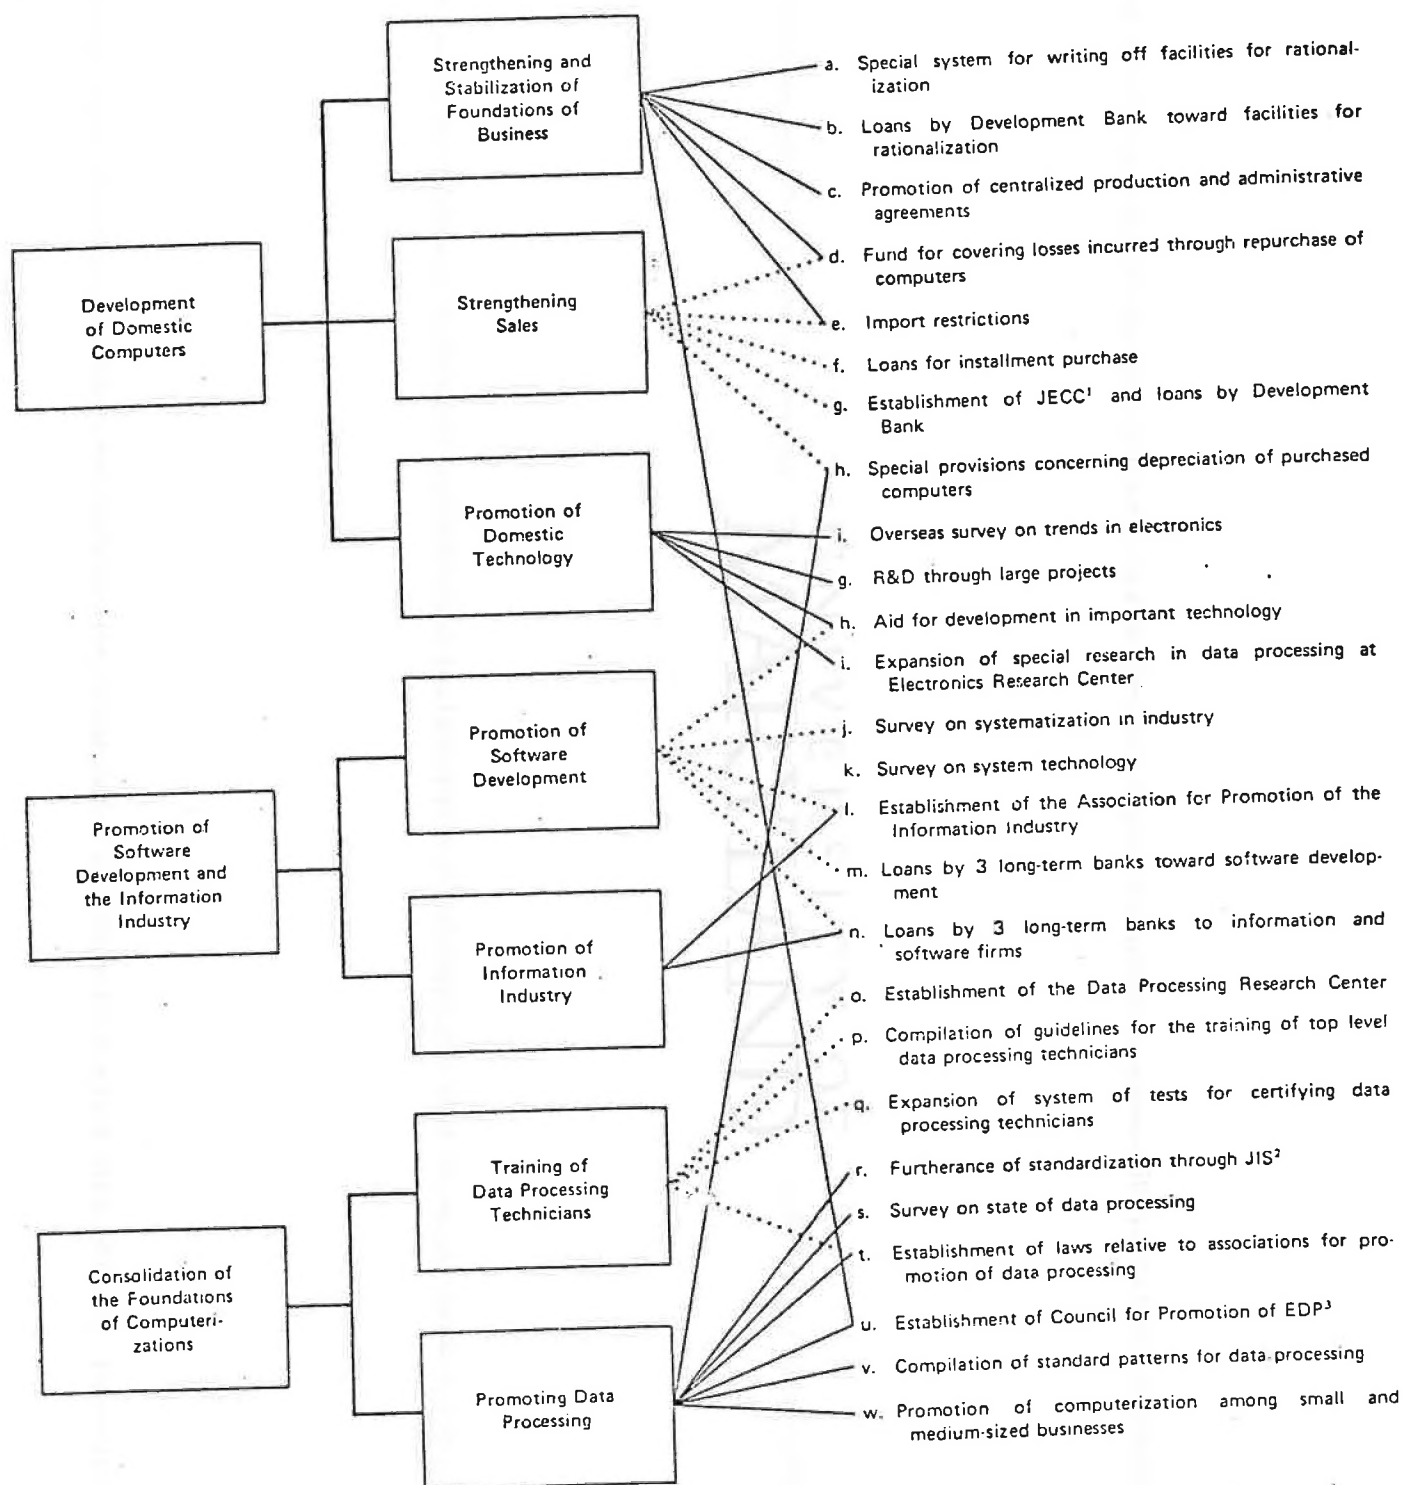 Strengthening and
Stabilization of
Foundations of
Business
Strengthening
Sales
Development
of Domestic
Computers
Promotion of
Domestic
Technology
Promotion of
Software
Development
Promotion of
Software
Development and
the Information
Industry
Promotion of
Information
Industry
Training of
Data Processing
Technicians
Consolidation of
the Foundations
of Computeri-
zations
Promoting Data
Processing
a. Special system for writing off facilities for rational-
ization
b. Loans by Development Bank toward facilities for
rationalization
c. Promotion of centralized production and administrative
agreements
d. Fund for covering losses incurred through repurchase of
computers
e. Import restrictions
f. Loans for installment purchase
g. Establishment of JECC¹ and loans by Development
Bank
h. Special provisions concerning depreciation of purchased
computers
i. Overseas survey on trends in electronics
g. R&D through large projects
h. Aid for development in important technology
i. Expansion of special research in data processing at
Electronics Research Center
j. Survey on systematization in industry
k. Survey on system technology
l. Establishment of the Association for Promotion of the
Information Industry
m. Loans by 3 long-term banks toward software develop-
ment
n. Loans by 3 long-term banks to information and
software firms
o. Establishment of the Data Processing Research Center
p. Compilation of guidelines for the training of top level
data processing technicians
q. Expansion of system of tests for certifying data
processing technicians
r. Furtherance of standardization through JIS²
s. Survey on state of data processing
t. Establishment of laws relative to associations for pro-
motion of data processing
u. Establishment of Council for Promotion of EDP³
v. Compilation of standard patterns for data processing
w. Promotion of computerization among small and
medium-sized businesses